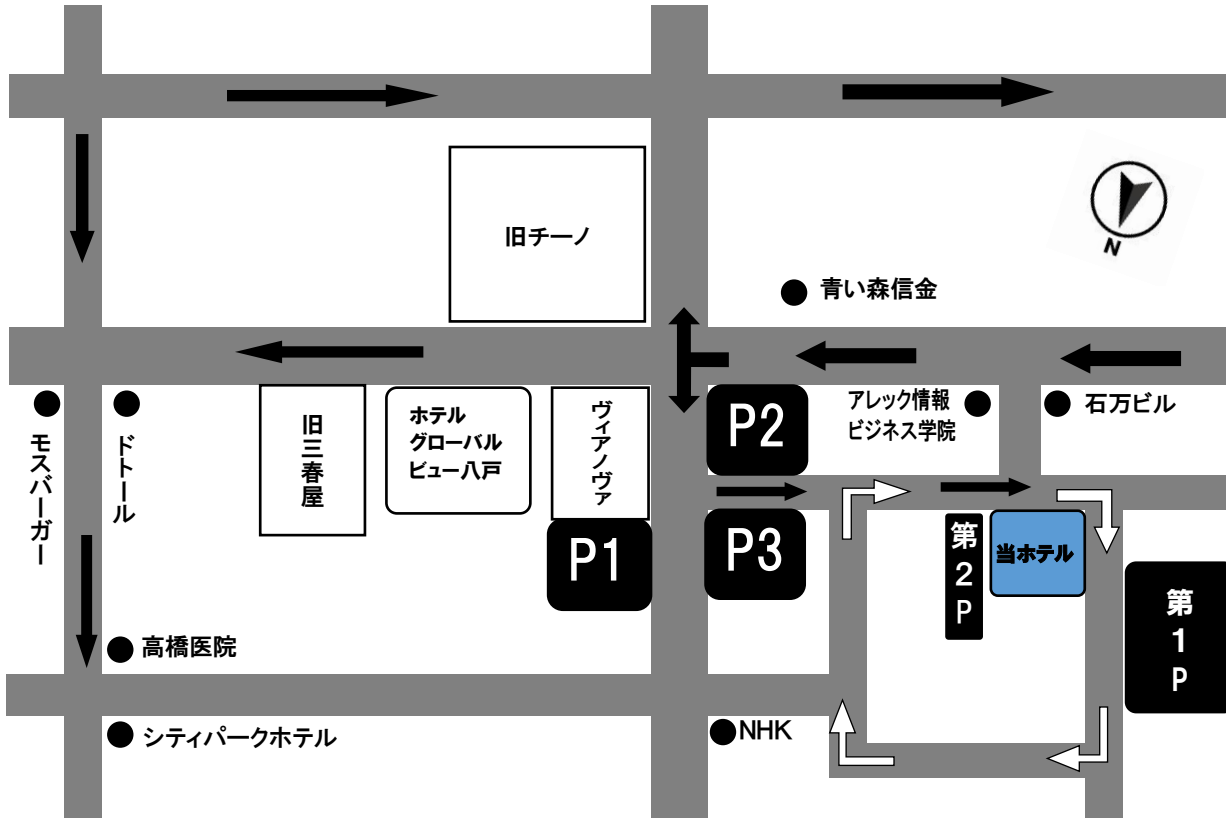 旧チーノ
N
青い森信金
モスバーガー
ドトール
旧三春屋
ホテル
グローバル
ビュー八戸
ヴィアノヴァ
P1
P2
P3
アレック情報
ビジネス学院
石万ビル
第2P
当ホテル
第1P
高橋医院
シティパークホテル
NHK